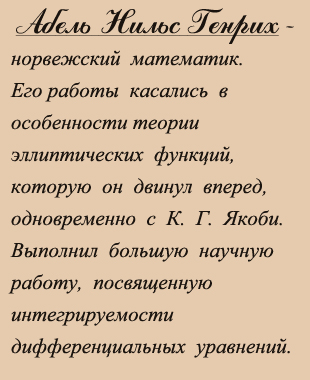 Абель Нильс Генрих -
норвежский математик.
Его работы касались в
особенности теории
эллиптических функций,
которую он двинул вперед,
одновременно с К. Г. Якоби.
Выполнил большую научную
работу, посвященную
интегрируемости
дифференциальных уравнений.